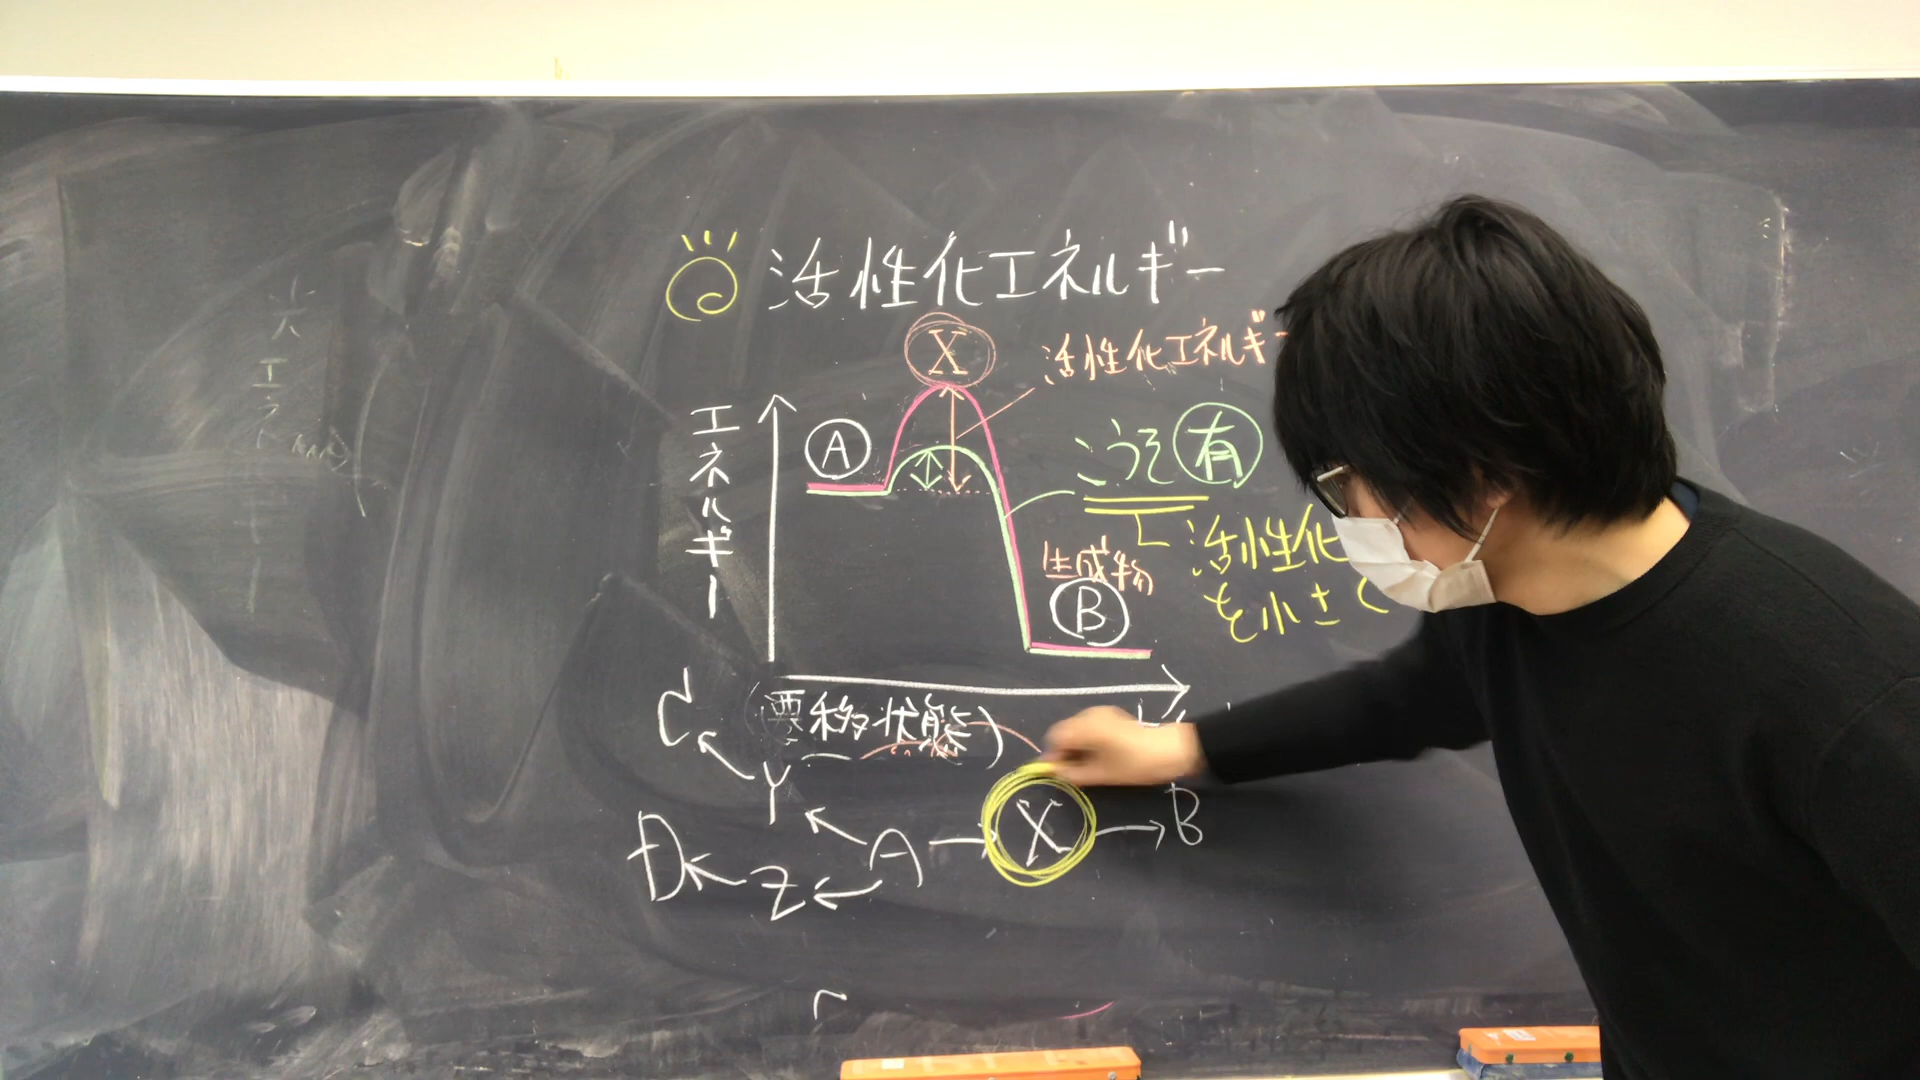 活性化エネルギー
X
活性化エネルギー
エネルギー
A
こうそ有
活性化
を小さく
生成物
B
遷移状態)
C
Y
D
Z
A
X
B